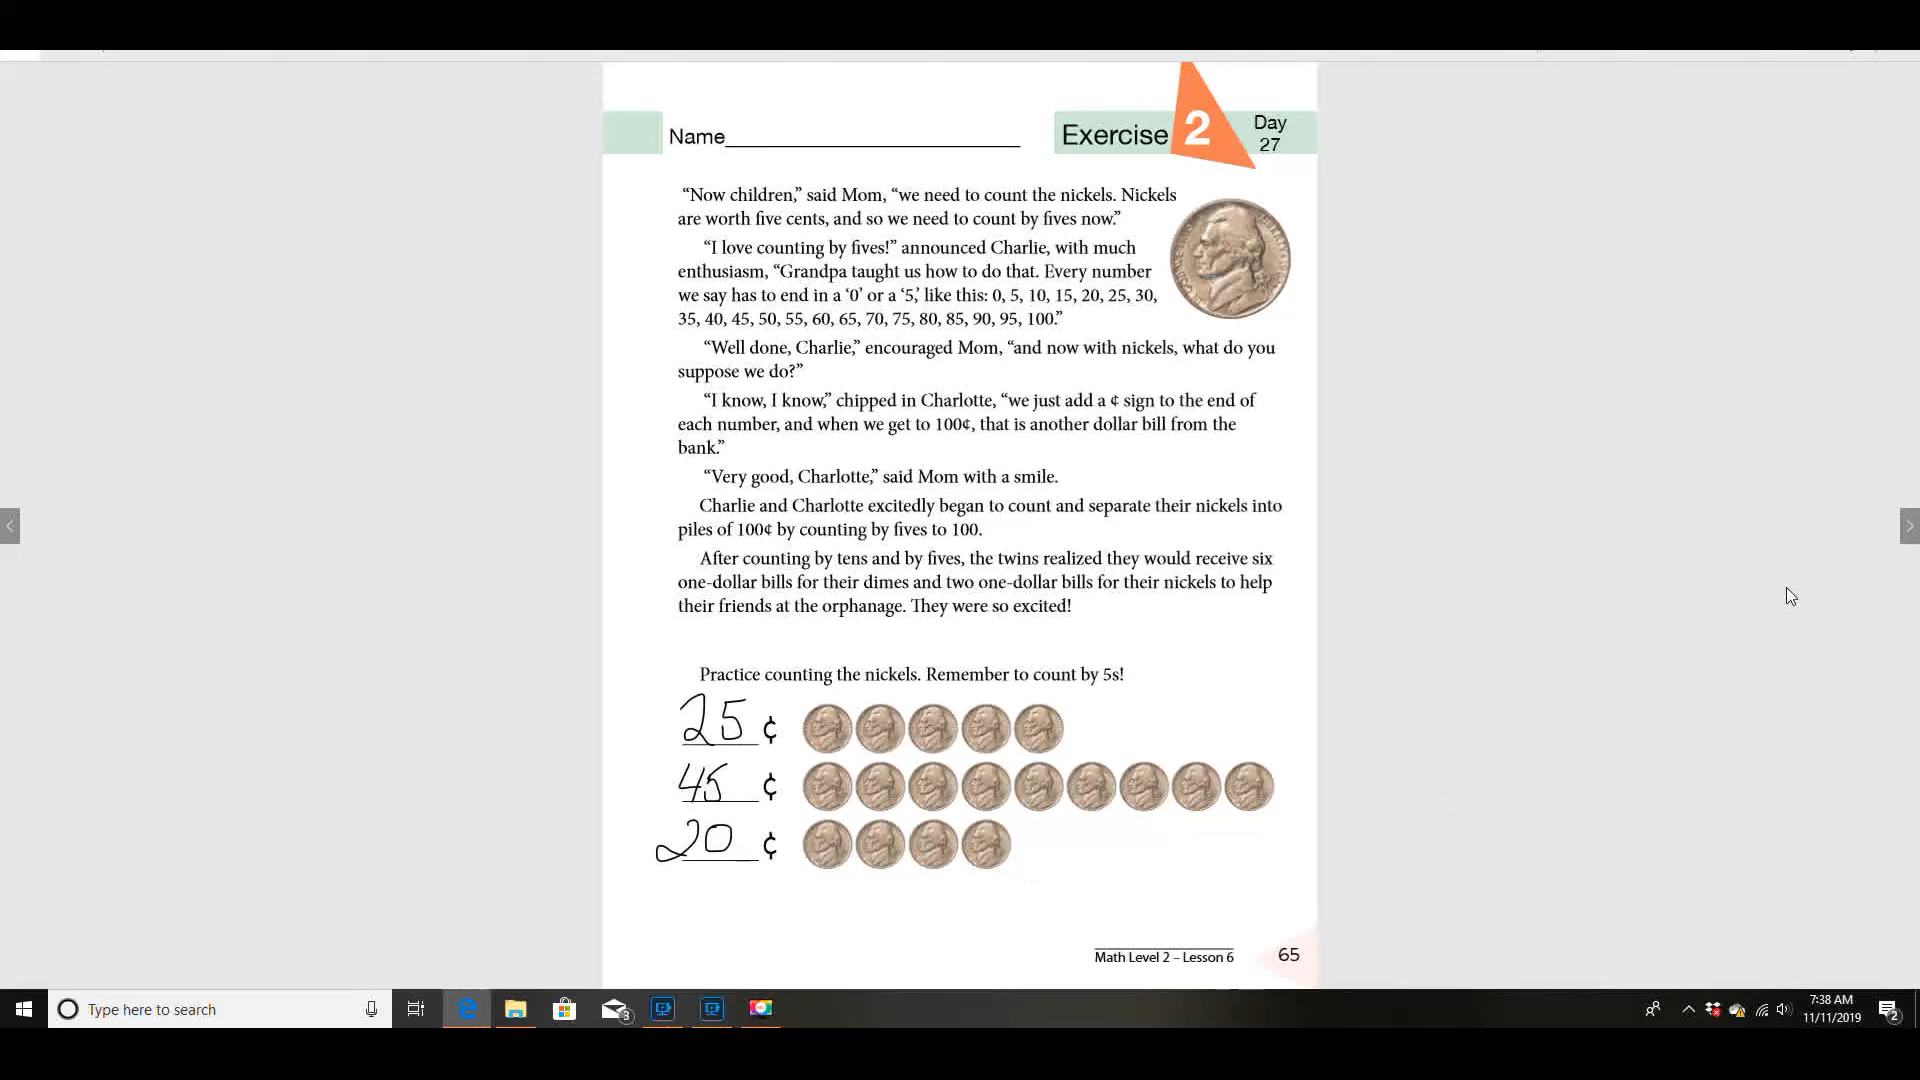 Name
Exercise 2 Day
27
“Now children,” said Mom, “we need to count the nickels. Nickels
are worth five cents, and so we need to count by fives now.”
“I love counting by fives!” announced Charlie, with much
enthusiasm, “Grandpa taught us how to do that. Every number
we say has to end in a ‘0’ or a ‘5,’ like this: 0, 5, 10, 15, 20, 25, 30,
35, 40, 45, 50, 55, 60, 65, 70, 75, 80, 85, 90, 95, 100.”
“Well done, Charlie,” encouraged Mom, “and now with nickels, what do you
suppose we do?”
“I know, I know,” chipped in Charlotte, “we just add a ¢ sign to the end of
each number, and when we get to 100¢, that is another dollar bill from the
bank.”
“Very good, Charlotte,” said Mom with a smile.
Charlie and Charlotte excitedly began to count and separate their nickels into
piles of 100¢ by counting by fives to 100.
After counting by tens and by fives, the twins realized they would receive six
one-dollar bills for their dimes and two one-dollar bills for their nickels to help
their friends at the orphanage. They were so excited!
Practice counting the nickels. Remember to count by 5s!
25 ¢
45 ¢
20 ¢
Math Level 2 – Lesson 6 65
Type here to search
3
7:38 AM
11/11/2019
2